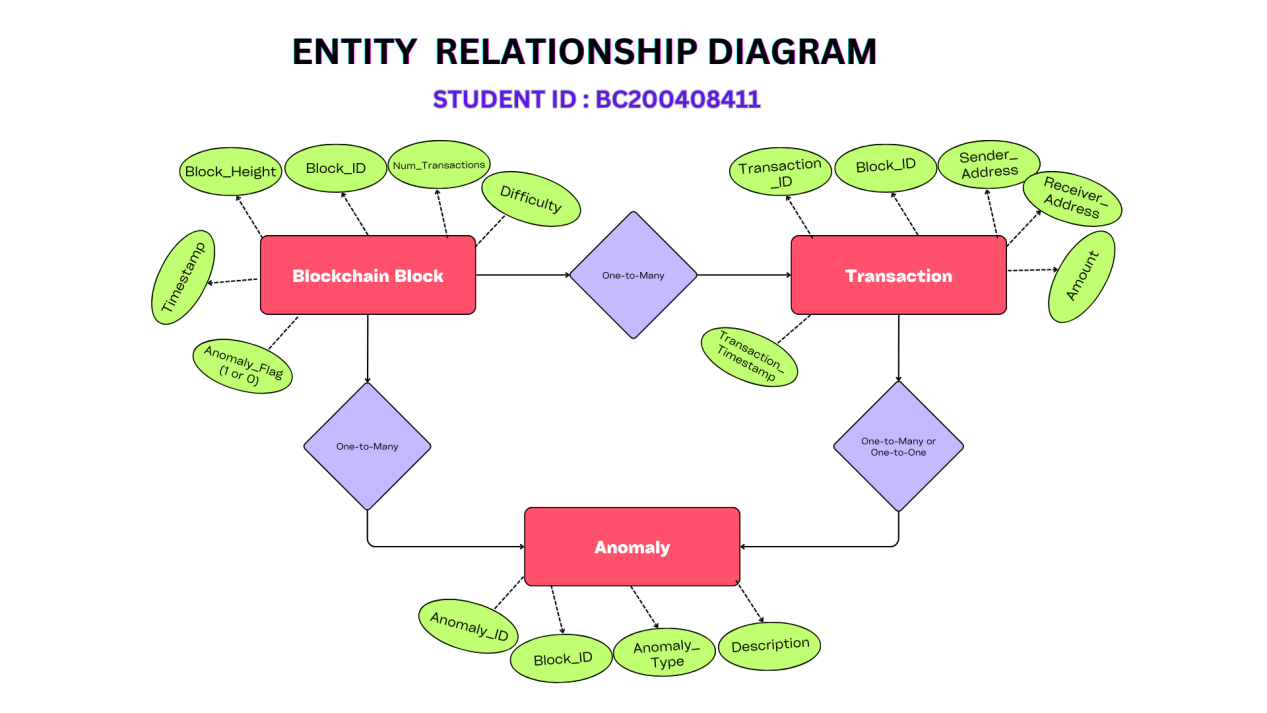 ENTITY RELATIONSHIP DIAGRAM
STUDENT ID : BC200408411
Block_Height
Block_ID
Num_Transactions
Difficulty
Timestamp
Anomaly_Flag
(1 or 0)
Blockchain Block
One-to-Many
Transaction
_ID
Block_ID
Sender_
Address
Receiver_
Address
Amount
Transaction
Transaction_
Timestamp
One-to-Many
One-to-Many or
One-to-One
Anomaly
Anomaly_ID
Block_ID
Anomaly_
Type
Description